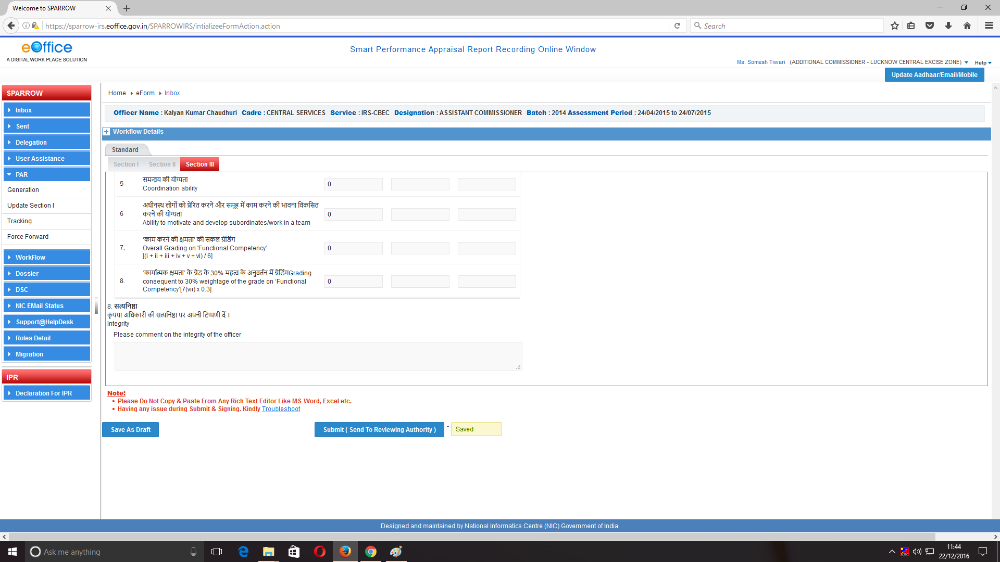 Welcome to SPARROW
https://sparrow-irs.eoffice.gov.in/SPARROWIRS/intializeeFormAction.action
Search
eOffice
A DIGITAL WORK PLACE SOLUTION
Smart Performance Appraisal Report Recording Online Window
Ms. Somesh Tiwari (ADDITIONAL COMMISSIONER - LUCKNOW CENTRAL EXCISE ZONE) Help
Update Aadhaar/Email/Mobile
SPARROW
Inbox
Sent
Delegation
User Assistance
PAR
Generation
Update Section I
Tracking
Force Forward
WorkFlow
Dossier
DSC
NIC EMail Status
Support@HelpDesk
Roles Detail
Migration
IPR
Declaration For IPR
Home eForm Inbox
Officer Name : Kalyan Kumar Chaudhuri Cadre : CENTRAL SERVICES Service : IRS-CBEC Designation : ASSISTANT COMMISSIONER Batch : 2014 Assessment Period : 24/04/2015 to 24/07/2015
Workflow Details
Standard
Section I Section II Section III
5 समन्वय की योग्यता
Coordination ability 0
6 अधीनस्थ लोगों को प्रेरित करने और समूह में काम करने की भावना विकसित
करने की योग्यता 0
Ability to motivate and develop subordinates/work in a team
7. 'काम करने की क्षमता' की सकल ग्रेडिंग
Overall Grading on 'Functional Competency' 0
[(i + ii + iii + iv + v + vi) / 6]
8. 'कार्यात्मक क्षमता' के ग्रेड के 30% महत्व के अनुवर्तन में ग्रेडिंगGrading
consequent to 30% weightage of the grade on 'Functional 0
Competency'[7(vii) x 0.3]
8. सत्यनिष्ठा
कृपया अधिकारी की सत्यनिष्ठा पर अपनी टिप्पणी दें ।
Integrity
Please comment on the integrity of the officer
Note:
• Please Do Not Copy & Paste From Any Rich Text Editor Like MS-Word, Excel etc.
• Having any issue during Submit & Signing. Kindly Troubleshoot
Save As Draft
Submit ( Send To Reviewing Authority ) - Saved
Designed and maintained by National Informatics Centre (NIC) Government of India.
Ask me anything
11:44
22/12/2016